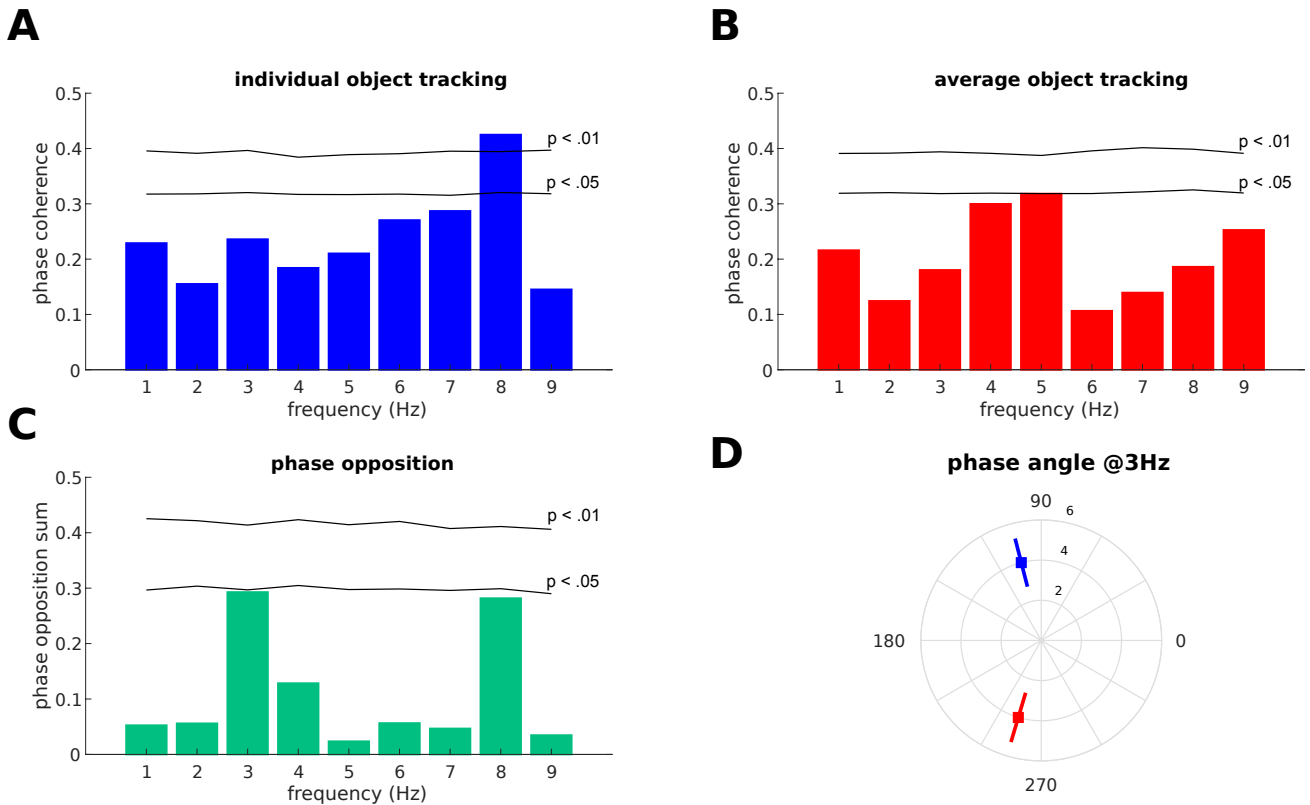 A
individual object tracking
phase coherence
0.5
0.4
0.3
0.2
0.1
0
p < .01
p < .05
1 2 3 4 5 6 7 8 9
frequency (Hz)
B
average object tracking
phase coherence
0.5
0.4
0.3
0.2
0.1
0
p < .01
p < .05
1 2 3 4 5 6 7 8 9
frequency (Hz)
C
phase opposition
phase opposition sum
0.5
0.4
0.3
0.2
0.1
0
p < .01
p < .05
1 2 3 4 5 6 7 8 9
frequency (Hz)
D
phase angle @3Hz
90
6
4
2
180
0
270